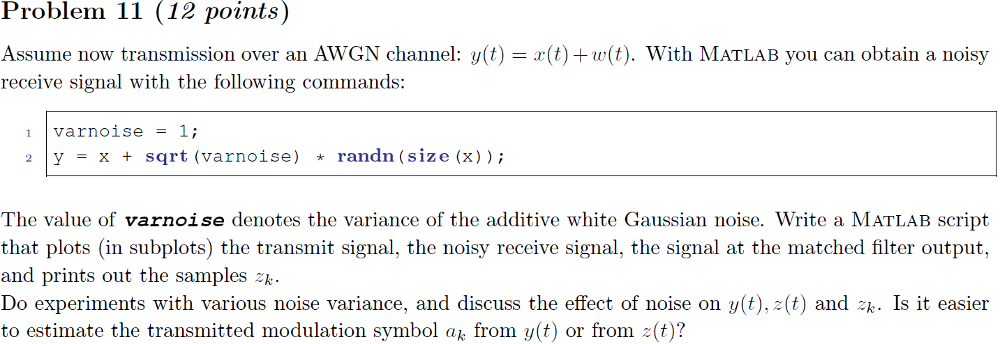 Problem 11 (12 points)
Assume now transmission over an AWGN channel: y(t) = x(t) + w(t). With MATLAB you can obtain a noisy
receive signal with the following commands:
1 varnoise = 1;
2 y = x + sqrt(varnoise) * randn(size(x));
The value of varnoise denotes the variance of the additive white Gaussian noise. Write a MATLAB script
that plots (in subplots) the transmit signal, the noisy receive signal, the signal at the matched filter output,
and prints out the samples zₖ.
Do experiments with various noise variance, and discuss the effect of noise on y(t), z(t) and zₖ. Is it easier
to estimate the transmitted modulation symbol aₖ from y(t) or from z(t)?